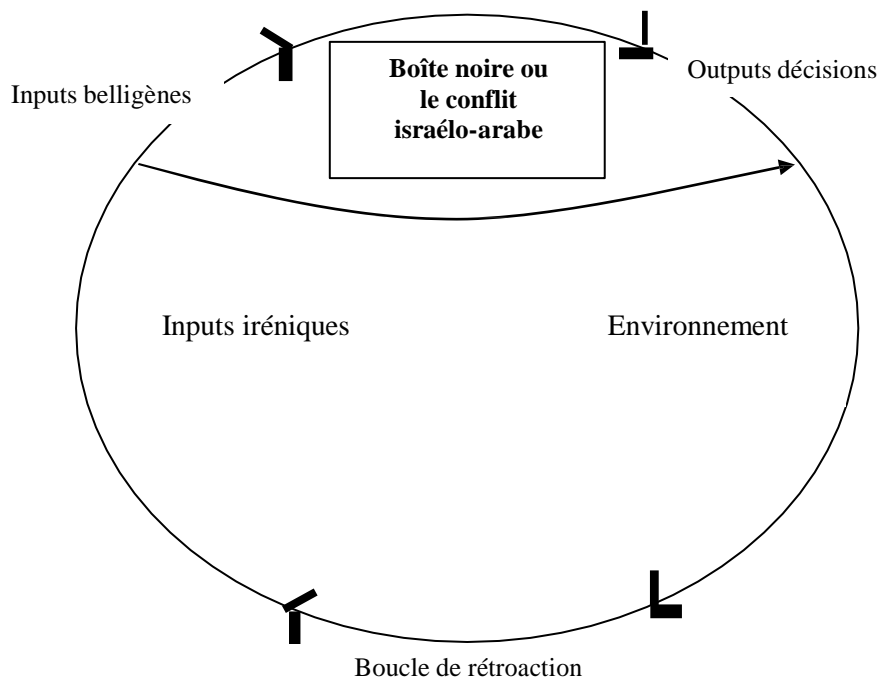 Boîte noire ou
le conflit
israélo-arabe
Outputs décisions
Inputs belligènes
Inputs iréniques
Environnement
Boucle de rétroaction